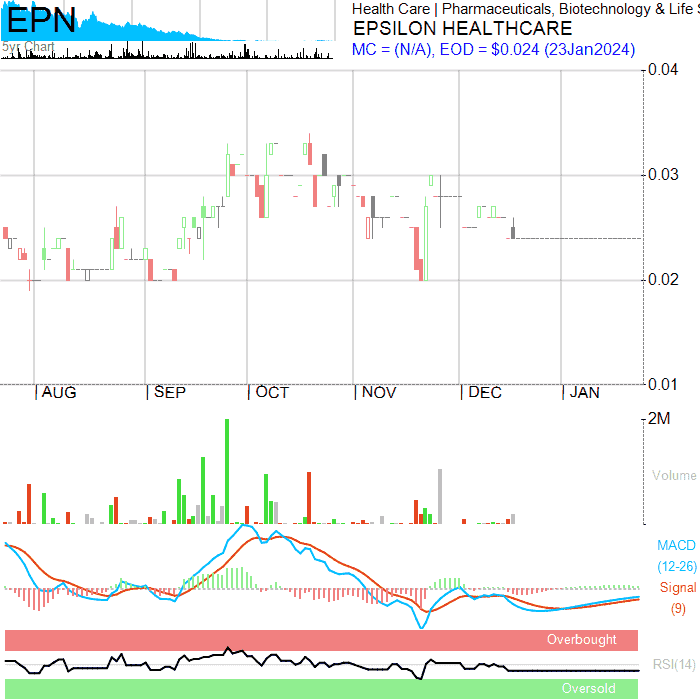 EPN
5yr Chart
Health Care | Pharmaceuticals, Biotechnology & Life S
EPSILON HEALTHCARE
MC = (N/A), EOD = $0.024 (23Jan2024)
0.04
0.03
0.02
0.01
|AUG |SEP |OCT |NOV |DEC |JAN
2M
Volume
MACD
(12-26)
Signal
(9)
Overbought
RSI(14)
Oversold